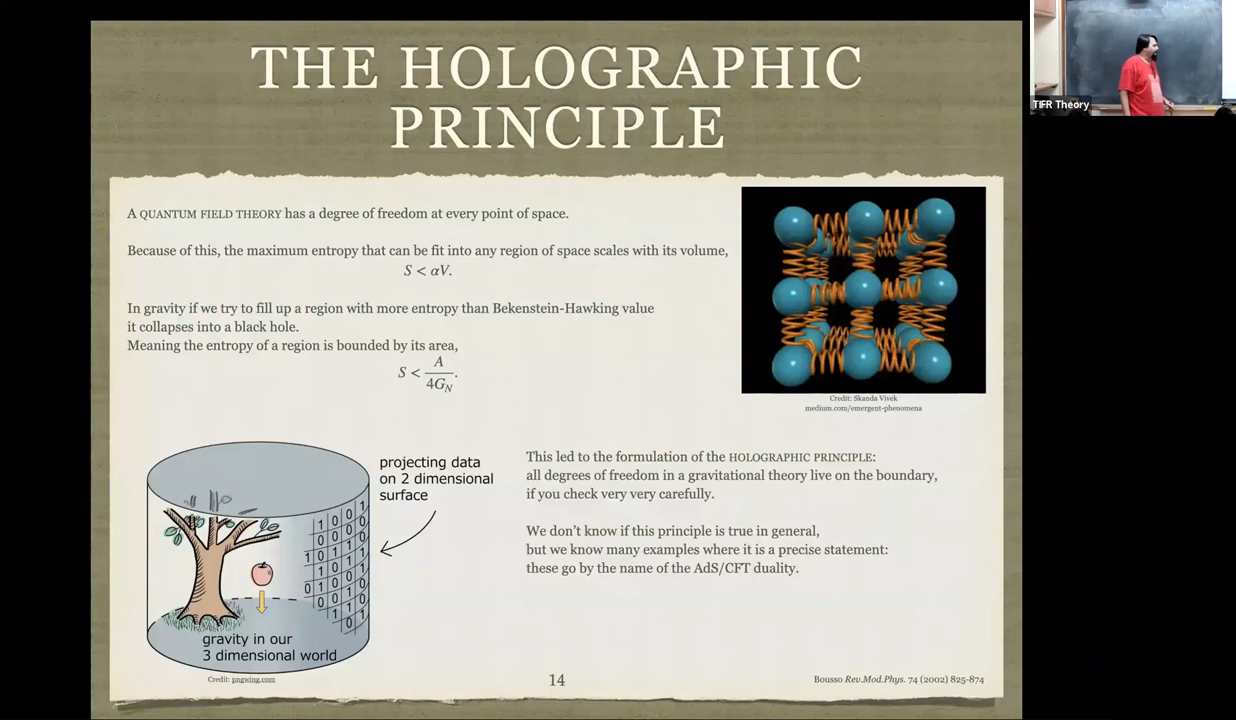 THE HOLOGRAPHIC
PRINCIPLE
TIFR Theory
A QUANTUM FIELD THEORY has a degree of freedom at every point of space.
Because of this, the maximum entropy that can be fit into any region of space scales with its volume,
S < αV.
In gravity if we try to fill up a region with more entropy than Bekenstein-Hawking value
it collapses into a black hole.
Meaning the entropy of a region is bounded by its area,
S < A / 4G_N.
Credit: Skanda Vivek
medium.com/emergent-phenomena
projecting data
on 2 dimensional
surface
gravity in our
3 dimensional world
Credit: pngwing.com
This led to the formulation of the HOLOGRAPHIC PRINCIPLE:
all degrees of freedom in a gravitational theory live on the boundary,
if you check very very carefully.
We don't know if this principle is true in general,
but we know many examples where it is a precise statement:
these go by the name of the AdS/CFT duality.
14
Bousso Rev.Mod.Phys. 74 (2002) 825-874